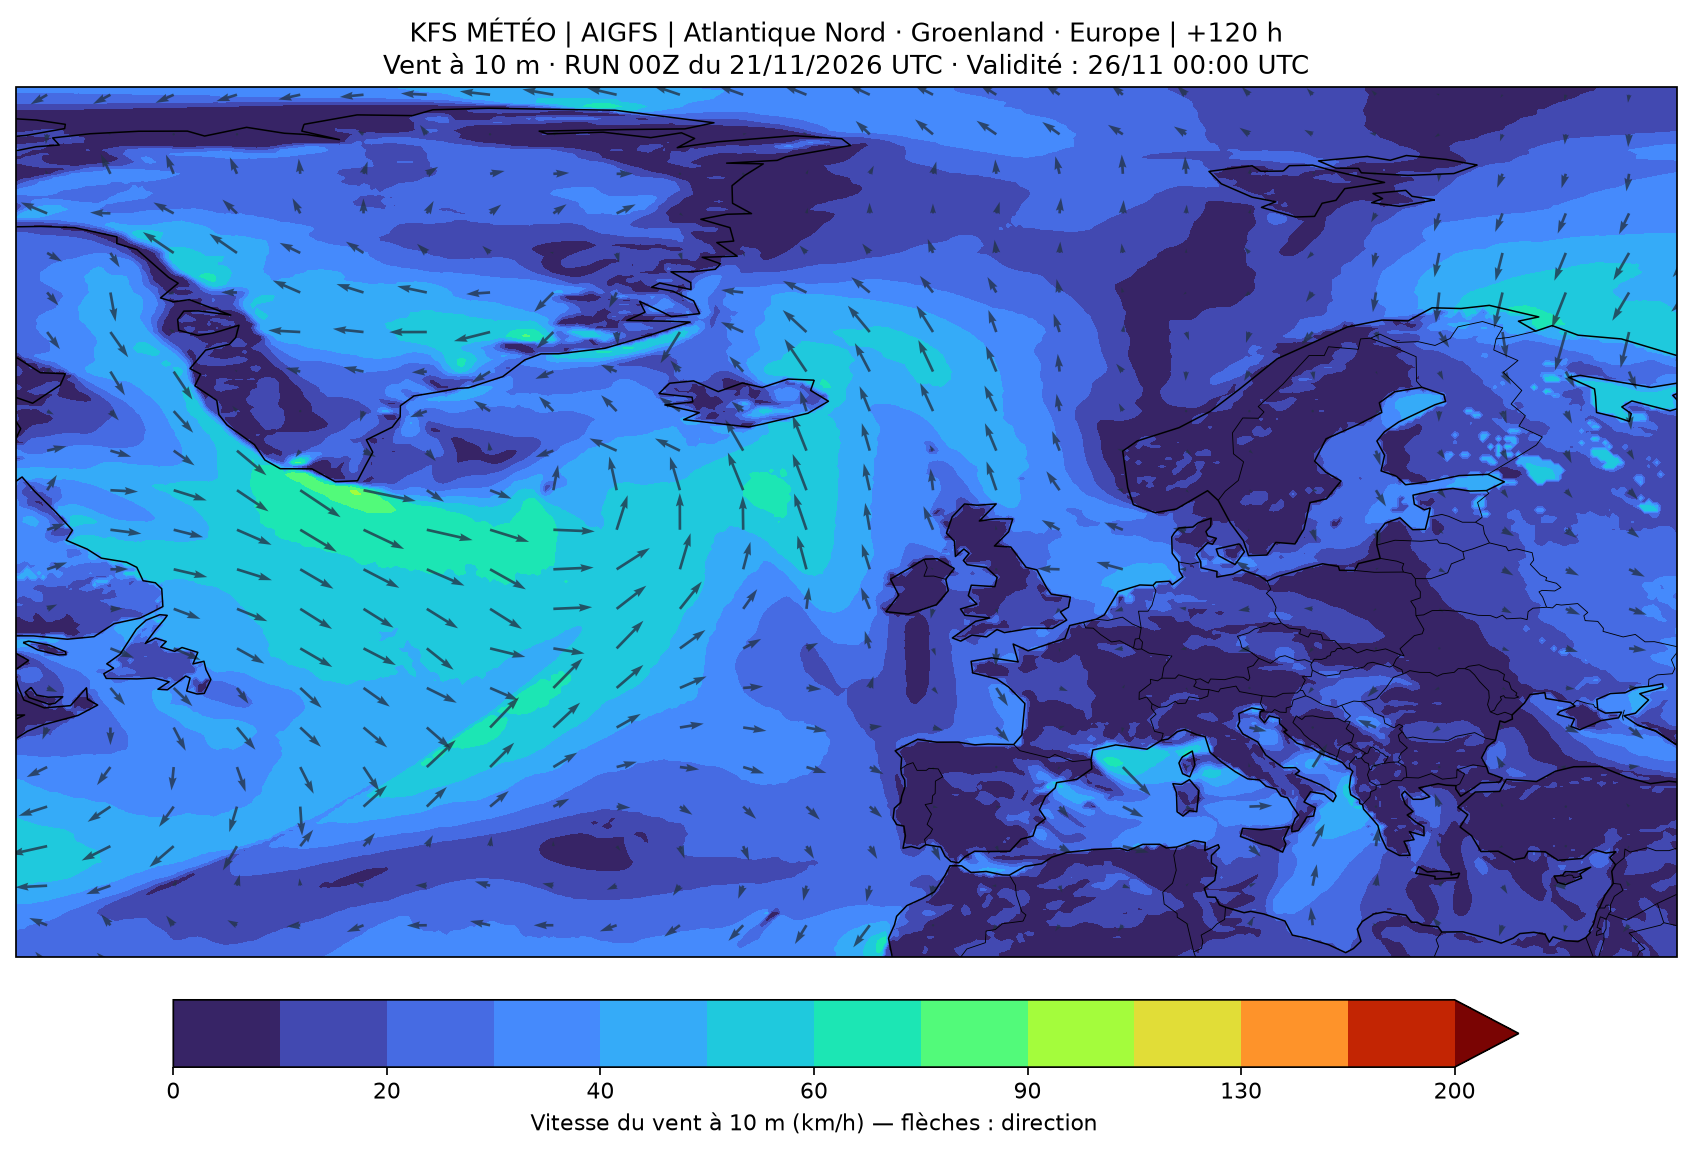 KFS MÉTÉO | AIGFS | Atlantique Nord · Groenland · Europe | +120 h
Vent à 10 m · RUN 00Z du 21/11/2026 UTC · Validité : 26/11 00:00 UTC
0 20 40 60 90 130 200
Vitesse du vent à 10 m (km/h) — flèches : direction